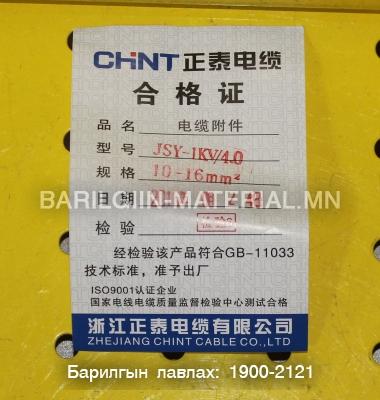 CHNT 正泰电缆
合格证
品名 电缆附件
型号 JSY-1KV/4.0
规格 10-16mm²
BARILGIIN-MATERIAL.MN
日期
检验
经检验该产品符合GB-11033
技术标准，准予出厂
ISO9001认证企业
国家电线电缆质量监督检验中心测试合格
浙江正泰电缆有限公司
ZHEJIANG CHINT CABLE CO.,LTD
Барилгын лавлах: 1900-2121